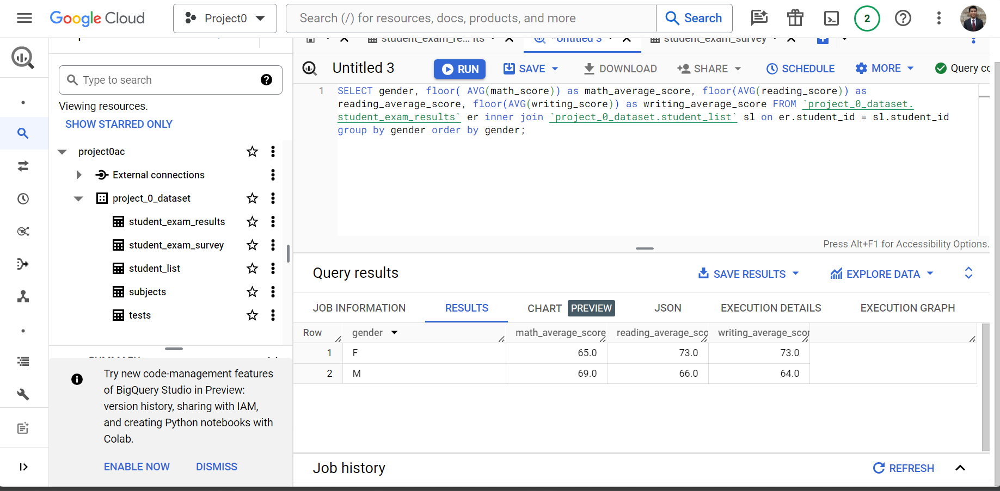 Google Cloud
Project0
Search (/) for resources, docs, products, and more
Search
2
student_exam_re... lts
*Untitled 3
student_exam_survey
Type to search
Viewing resources.
SHOW STARRED ONLY
project0ac
External connections
project_0_dataset
student_exam_results
student_exam_survey
student_list
subjects
tests
SUMMARY
Try new code-management features
of BigQuery Studio in Preview:
version history, sharing with IAM,
and creating Python notebooks with
Colab.
ENABLE NOW DISMISS
Untitled 3
RUN
SAVE
DOWNLOAD
SHARE
SCHEDULE
MORE
Query co
1 SELECT gender, floor( AVG(math_score)) as math_average_score, floor(AVG(reading_score)) as
reading_average_score, floor(AVG(writing_score)) as writing_average_score FROM `project_0_dataset.
student_exam_results` er inner join `project_0_dataset.student_list` sl on er.student_id = sl.student_id
group by gender order by gender;
Press Alt+F1 for Accessibility Options.
Query results
SAVE RESULTS
EXPLORE DATA
JOB INFORMATION RESULTS CHART PREVIEW JSON EXECUTION DETAILS EXECUTION GRAPH
Row gender math_average_score reading_average_sco writing_average_scor
1 F 65.0 73.0 73.0
2 M 69.0 66.0 64.0
Job history
REFRESH